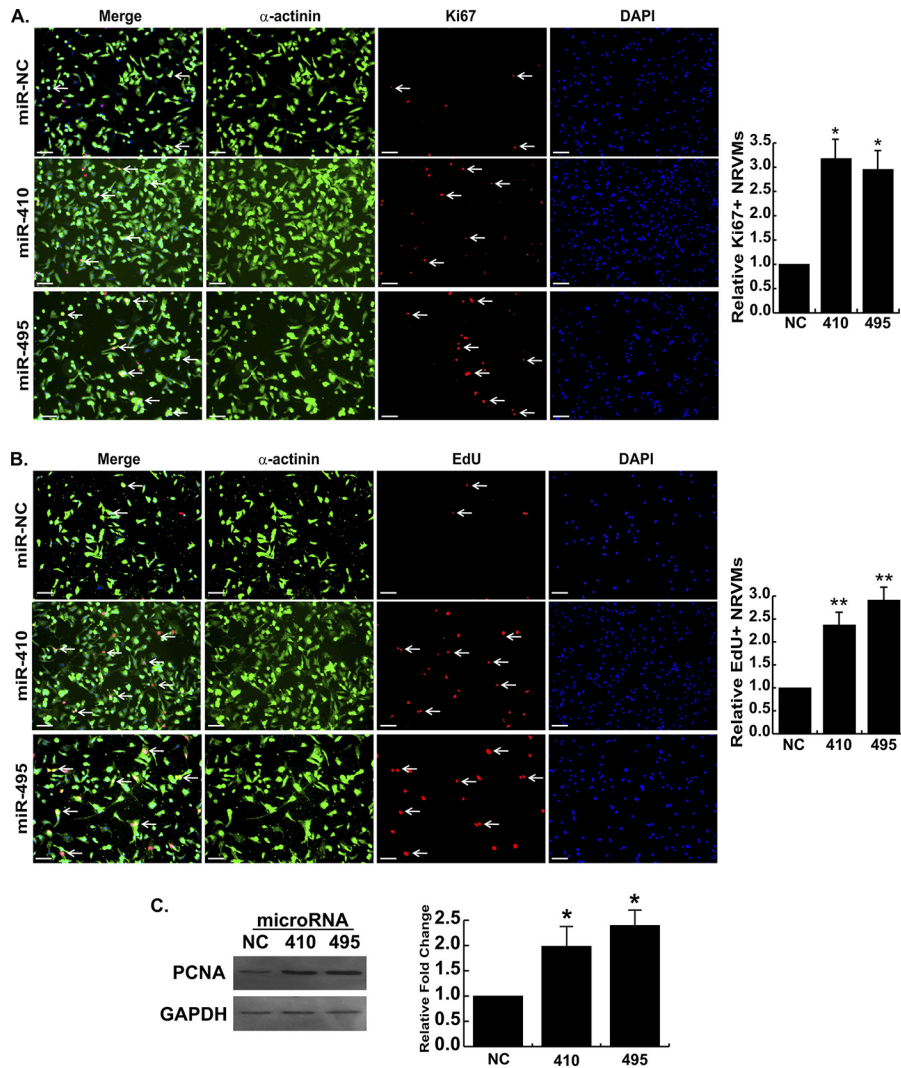 A.
Merge α-actinin Ki67 DAPI
miR-NC
miR-410
miR-495
Relative Ki67+ NRVMs
3.5
3.0
2.5
2.0
1.5
1.0
0.5
0.0
* *
NC 410 495
B.
Merge α-actinin EdU DAPI
miR-NC
miR-410
miR-495
Relative EdU+ NRVMs
3.0
2.5
2.0
1.5
1.0
0.5
0.0
** **
NC 410 495
C.
microRNA
NC 410 495
PCNA
GAPDH
Relative Fold Change
2.5
2.0
1.5
1.0
0.5
0.0
* *
NC 410 495